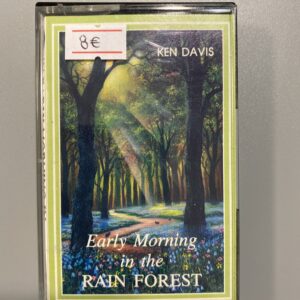 8€
KEN DAVIS
Early Morning
in the
RAIN FOREST